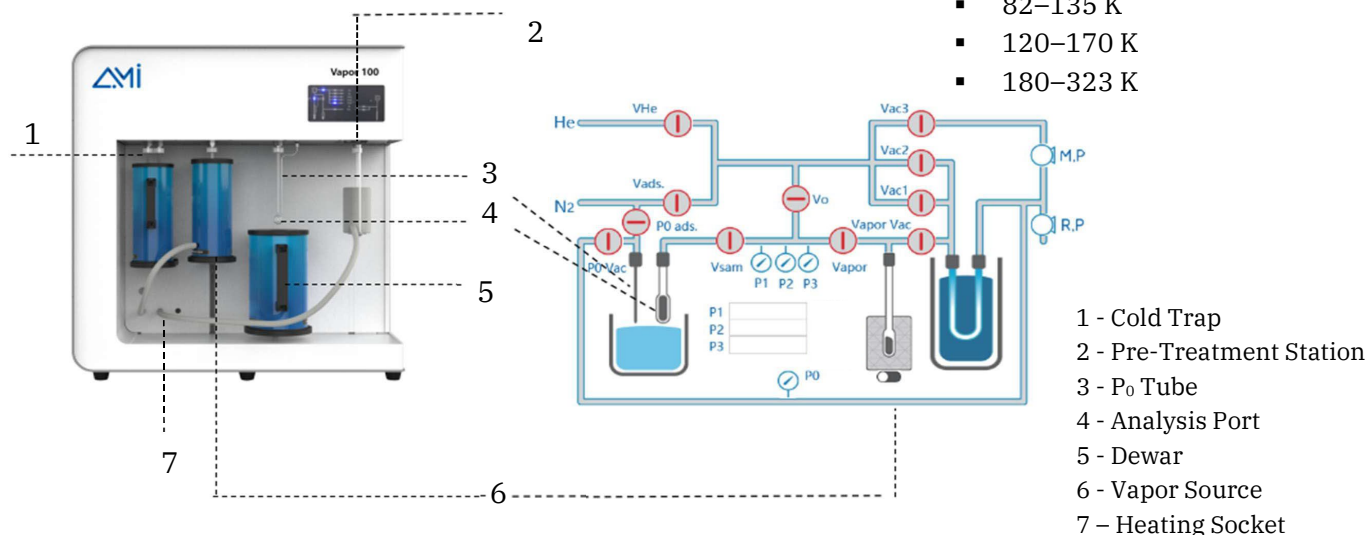 ▪ 82–135 K
▪ 120–170 K
▪ 180–323 K
2
AMi
Vapor 100
1
3
4
5
7
6
He
VHe
N2
Vads.
P0 ads.
P0 Vac
Vsam
P1 P2 P3
Vo
Vapor
Vapor Vac
Vac3
Vac2
Vac1
M.P
R.P
P1
P2
P3
P0
1 - Cold Trap
2 - Pre-Treatment Station
3 - P₀ Tube
4 - Analysis Port
5 - Dewar
6 - Vapor Source
7 – Heating Socket